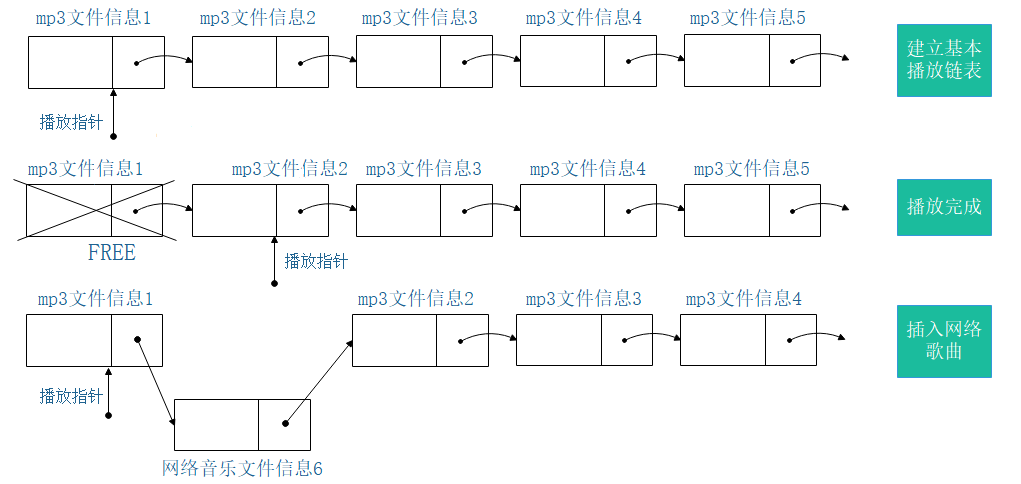 mp3文件信息1
mp3文件信息2
mp3文件信息3
mp3文件信息4
mp3文件信息5
建立基本
播放链表
播放指针
mp3文件信息1
mp3文件信息2
mp3文件信息3
mp3文件信息4
mp3文件信息5
播放完成
FREE
播放指针
mp3文件信息1
mp3文件信息2
mp3文件信息3
mp3文件信息4
插入网络
歌曲
播放指针
网络音乐文件信息6